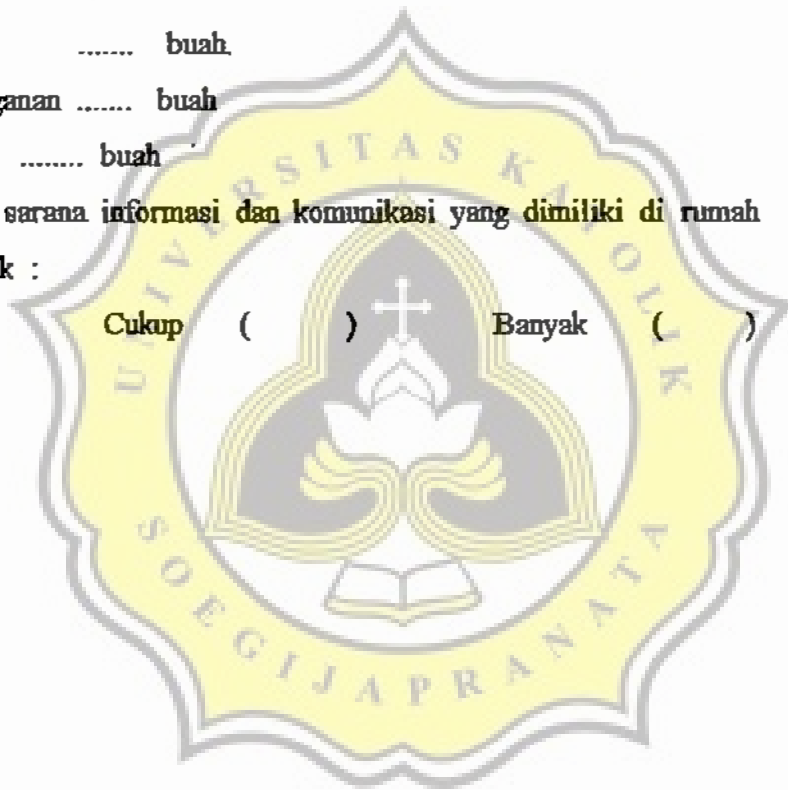 ....... buah.
ganan ....... buah
........ buah
sarana informasi dan komunikasi yang dimiliki di rumah
k :
Cukup ( ) Banyak ( )
UNIVERSITAS KATOLIK
SOEGIJAPRANATA